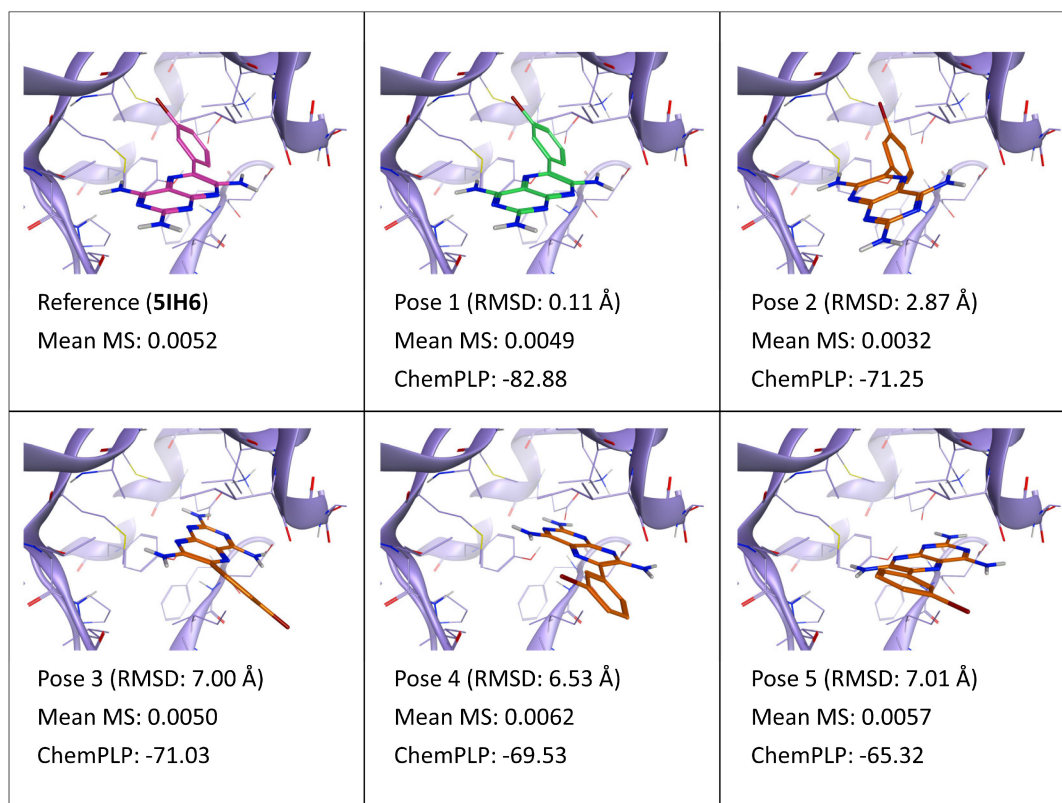 Reference (5IH6)
Mean MS: 0.0052
Pose 1 (RMSD: 0.11 Å)
Mean MS: 0.0049
ChemPLP: -82.88
Pose 2 (RMSD: 2.87 Å)
Mean MS: 0.0032
ChemPLP: -71.25
Pose 3 (RMSD: 7.00 Å)
Mean MS: 0.0050
ChemPLP: -71.03
Pose 4 (RMSD: 6.53 Å)
Mean MS: 0.0062
ChemPLP: -69.53
Pose 5 (RMSD: 7.01 Å)
Mean MS: 0.0057
ChemPLP: -65.32